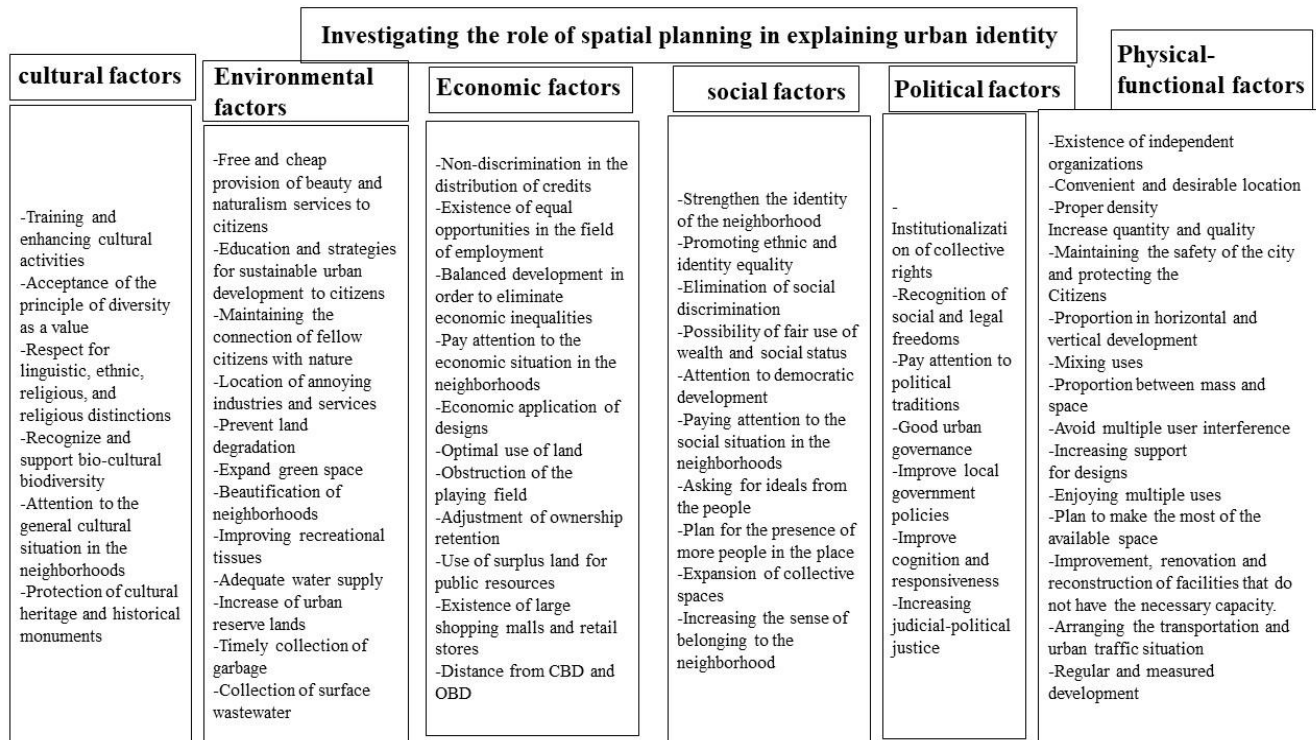 Investigating the role of spatial planning in explaining urban identity
cultural factors
-Training and
enhancing cultural
activities
-Acceptance of the
principle of diversity
as a value
-Respect for
linguistic, ethnic,
religious, and
religious distinctions
-Recognize and
support bio-cultural
biodiversity
-Attention to the
general cultural
situation in the
neighborhoods
-Protection of cultural
heritage and historical
monuments
Environmental
factors
-Free and cheap
provision of beauty and
naturalism services to
citizens
-Education and strategies
for sustainable urban
development to citizens
-Maintaining the
connection of fellow
citizens with nature
-Location of annoying
industries and services
-Prevent land
degradation
-Expand green space
-Beautification of
neighborhoods
-Improving recreational
tissues
-Adequate water supply
-Increase of urban
reserve lands
-Timely collection of
garbage
-Collection of surface
wastewater
Economic factors
-Non-discrimination in the
distribution of credits
-Existence of equal
opportunities in the field
of employment
-Balanced development in
order to eliminate
economic inequalities
-Pay attention to the
economic situation in the
neighborhoods
-Economic application of
designs
-Optimal use of land
-Obstruction of the
playing field
-Adjustment of ownership
retention
-Use of surplus land for
public resources
-Existence of large
shopping malls and retail
stores
-Distance from CBD and
OBD
social factors
-Strengthen the identity
of the neighborhood
-Promoting ethnic and
identity equality
-Elimination of social
discrimination
-Possibility of fair use of
wealth and social status
-Attention to democratic
development
-Paying attention to the
social situation in the
neighborhoods
-Asking for ideals from
the people
-Plan for the presence of
more people in the place
-Expansion of collective
spaces
-Increasing the sense of
belonging to the
neighborhood
Political factors
-
Institutionalizati
on of collective
rights
-Recognition of
social and legal
freedoms
-Pay attention to
political
traditions
-Good urban
governance
-Improve local
government
policies
-Improve
cognition and
responsiveness
-Increasing
judicial-political
justice
Physical-
functional factors
-Existence of independent
organizations
-Convenient and desirable location
-Proper density
Increase quantity and quality
-Maintaining the safety of the city
and protecting the
Citizens
-Proportion in horizontal and
vertical development
-Mixing uses
-Proportion between mass and
space
-Avoid multiple user interference
-Increasing support
for designs
-Enjoying multiple uses
-Plan to make the most of the
available space
-Improvement, renovation and
reconstruction of facilities that do
not have the necessary capacity.
-Arranging the transportation and
urban traffic situation
-Regular and measured
development